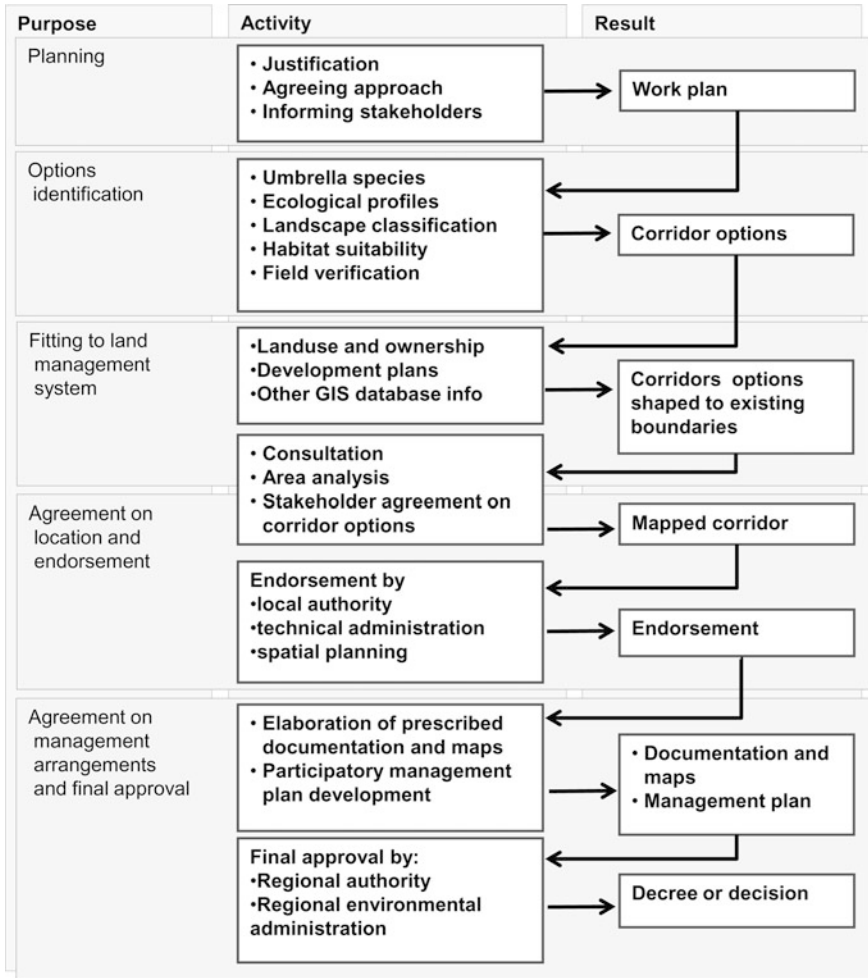 Purpose
Activity
Result
Planning
• Justification
• Agreeing approach
• Informing stakeholders
Work plan
Options
identification
• Umbrella species
• Ecological profiles
• Landscape classification
• Habitat suitability
• Field verification
Corridor options
Fitting to land
management
system
•Landuse and ownership
•Development plans
•Other GIS database info
Corridors options
shaped to existing
boundaries
• Consultation
• Area analysis
• Stakeholder agreement on
corridor options
Agreement on
location and
endorsement
Mapped corridor
Endorsement by
•local authority
•technical administration
•spatial planning
Endorsement
Agreement on
management
arrangements
and final approval
• Elaboration of prescribed
documentation and maps
• Participatory management
plan development
• Documentation and
maps
• Management plan
Final approval by:
•Regional authority
•Regional environmental
administration
Decree or decision